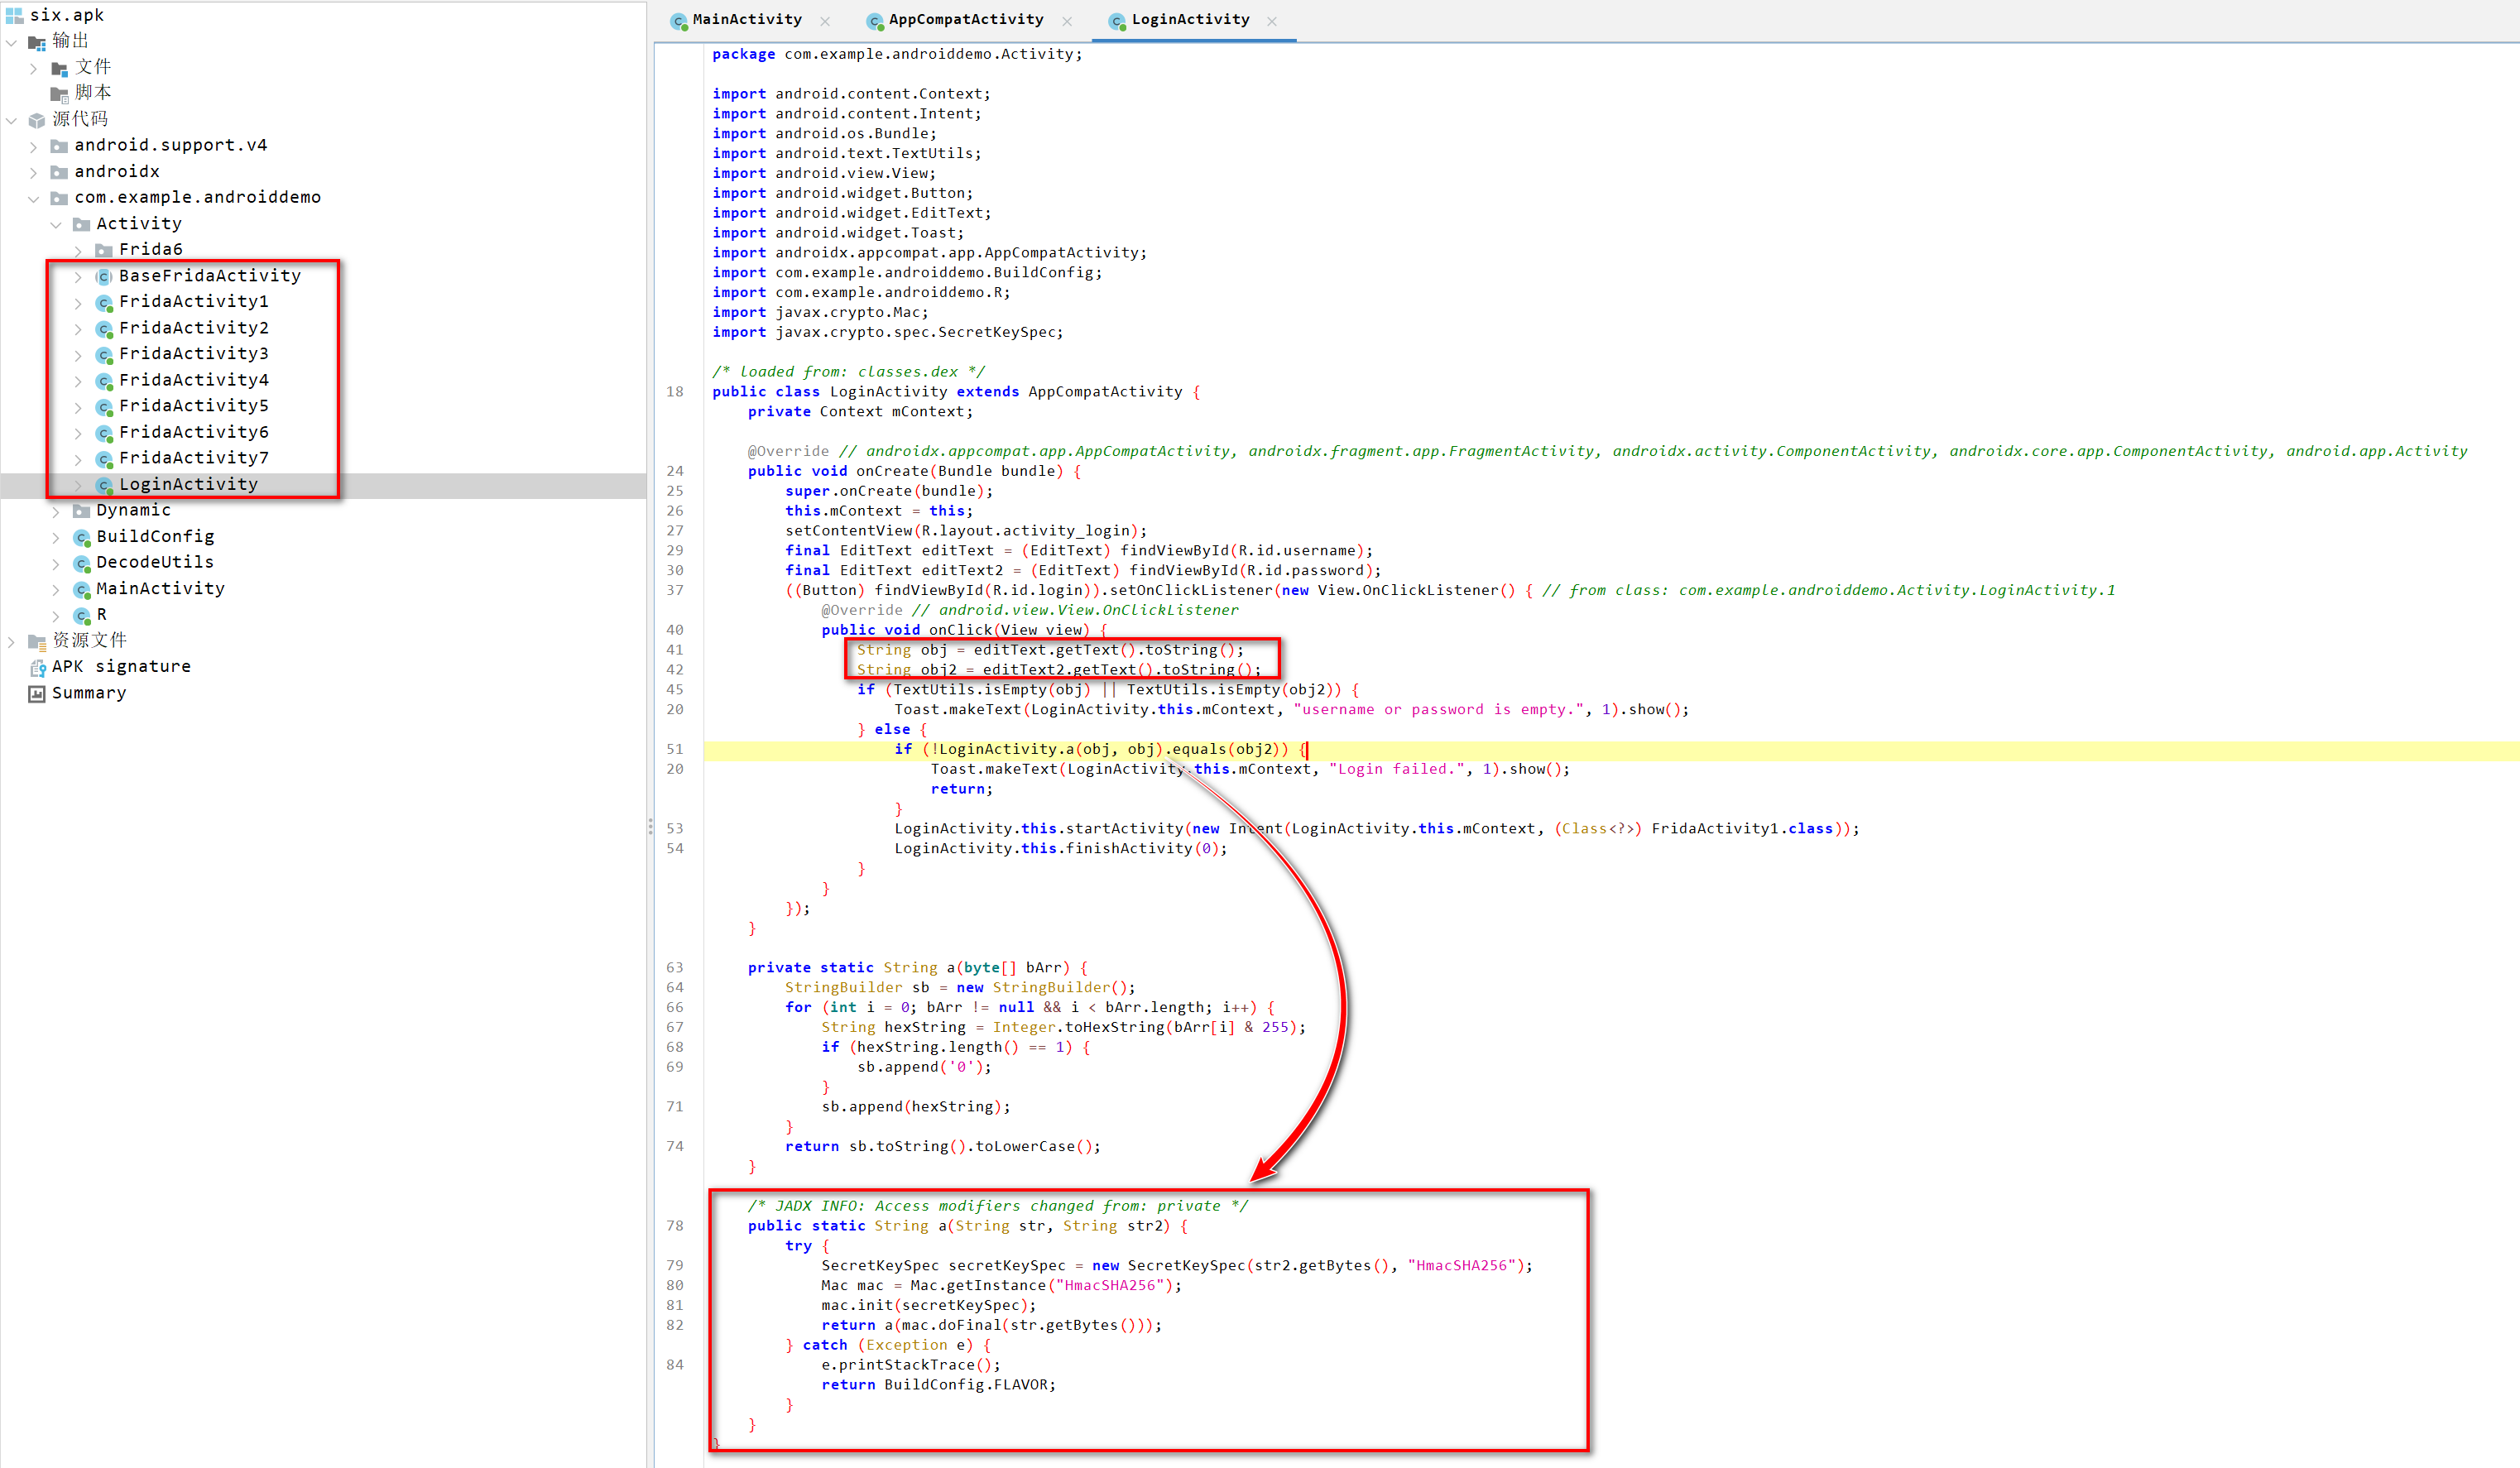 six.apk
输出
文件
脚本
源代码
android.support.v4
androidx
com.example.androiddemo
Activity
Frida6
BaseFridaActivity
FridaActivity1
FridaActivity2
FridaActivity3
FridaActivity4
FridaActivity5
FridaActivity6
FridaActivity7
LoginActivity
Dynamic
BuildConfig
DecodeUtils
MainActivity
R
资源文件
APK signature
Summary
MainActivity AppCompatActivity LoginActivity
package com.example.androiddemo.Activity;
import android.content.Context;
import android.content.Intent;
import android.os.Bundle;
import android.text.TextUtils;
import android.view.View;
import android.widget.Button;
import android.widget.EditText;
import android.widget.Toast;
import androidx.appcompat.app.AppCompatActivity;
import com.example.androiddemo.BuildConfig;
import com.example.androiddemo.R;
import javax.crypto.Mac;
import javax.crypto.spec.SecretKeySpec;
/* loaded from: classes.dex */
18 public class LoginActivity extends AppCompatActivity {
private Context mContext;
@Override // androidx.appcompat.app.AppCompatActivity, androidx.fragment.app.FragmentActivity, androidx.activity.ComponentActivity, androidx.core.app.ComponentActivity, android.app.Activity
24 public void onCreate(Bundle bundle) {
25 super.onCreate(bundle);
26 this.mContext = this;
27 setContentView(R.layout.activity_login);
29 final EditText editText = (EditText) findViewById(R.id.username);
30 final EditText editText2 = (EditText) findViewById(R.id.password);
37 ((Button) findViewById(R.id.login)).setOnClickListener(new View.OnClickListener() { // from class: com.example.androiddemo.Activity.LoginActivity.1
@Override // android.view.View.OnClickListener
40 public void onClick(View view) {
41 String obj = editText.getText().toString();
42 String obj2 = editText2.getText().toString();
45 if (TextUtils.isEmpty(obj) || TextUtils.isEmpty(obj2)) {
20 Toast.makeText(LoginActivity.this.mContext, "username or password is empty.", 1).show();
} else {
51 if (!LoginActivity.a(obj, obj).equals(obj2)) {
20 Toast.makeText(LoginActivity.this.mContext, "Login failed.", 1).show();
return;
}
53 LoginActivity.this.startActivity(new Intent(LoginActivity.this.mContext, (Class<?>) FridaActivity1.class));
54 LoginActivity.this.finishActivity(0);
}
}
});
}
63 private static String a(byte[] bArr) {
64 StringBuilder sb = new StringBuilder();
66 for (int i = 0; bArr != null && i < bArr.length; i++) {
67 String hexString = Integer.toHexString(bArr[i] & 255);
68 if (hexString.length() == 1) {
69 sb.append('0');
}
71 sb.append(hexString);
}
74 return sb.toString().toLowerCase();
}
/* JADX INFO: Access modifiers changed from: private */
78 public static String a(String str, String str2) {
try {
79 SecretKeySpec secretKeySpec = new SecretKeySpec(str2.getBytes(), "HmacSHA256");
80 Mac mac = Mac.getInstance("HmacSHA256");
81 mac.init(secretKeySpec);
82 return a(mac.doFinal(str.getBytes()));
} catch (Exception e) {
84 e.printStackTrace();
return BuildConfig.FLAVOR;
}
}
}